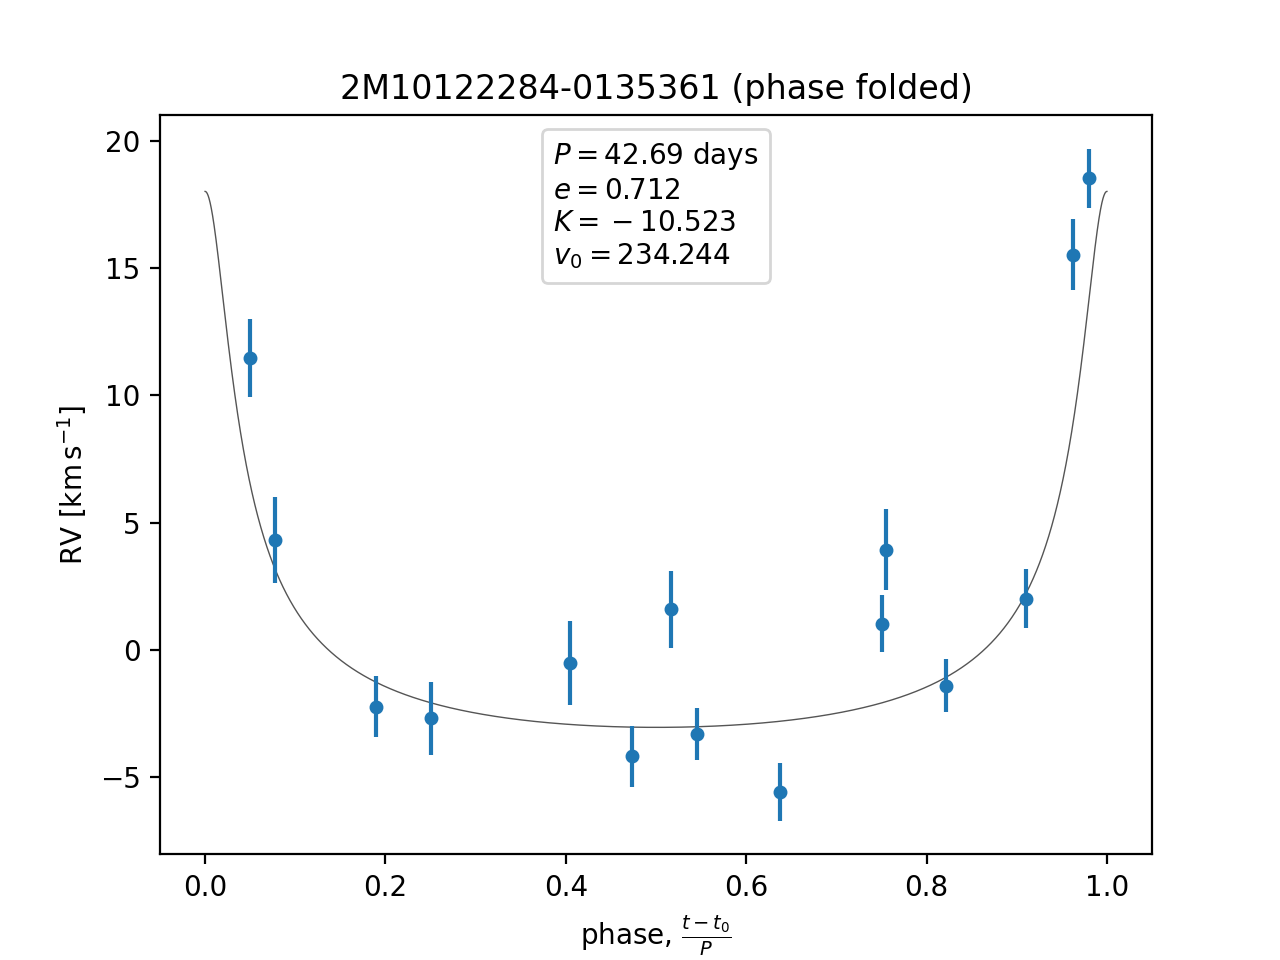 2M10122284-0135361 (phase folded)
P = 42.69 days
e = 0.712
K = −10.523
v₀ = 234.244
20
15
10
5
0
−5
RV [km s⁻¹]
0.0 0.2 0.4 0.6 0.8 1.0
phase, (t − t₀)/P